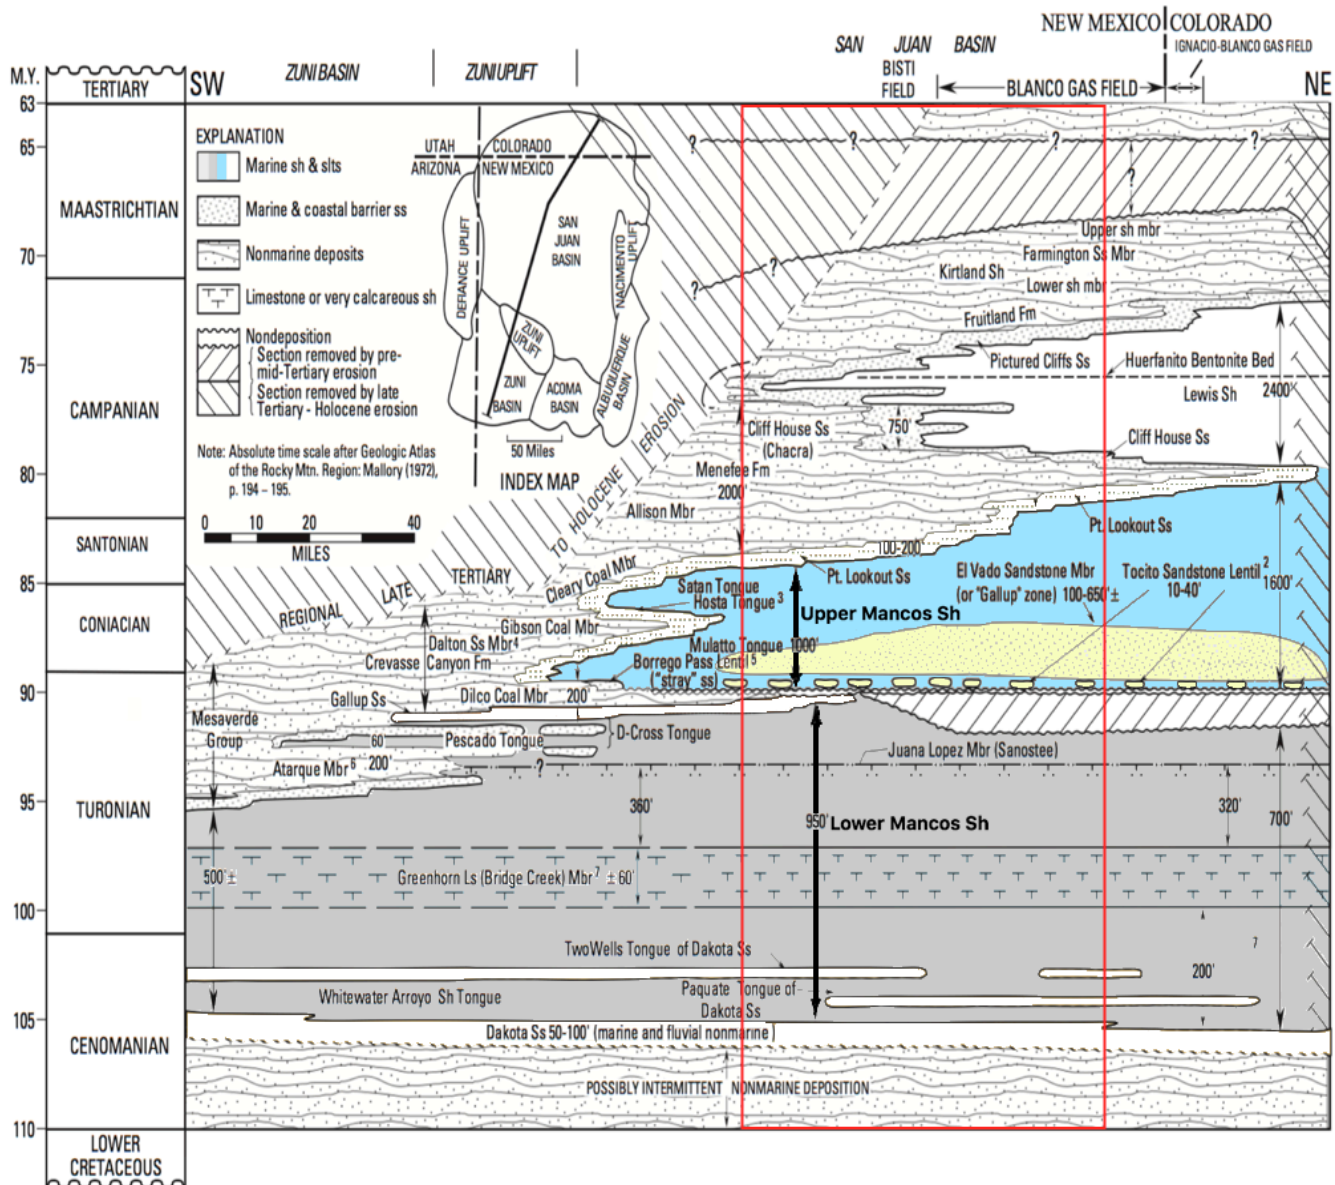 NEW MEXICO COLORADO
SAN JUAN BASIN
IGNACIO-BLANCO GAS FIELD
ZUNI BASIN
ZUNI UPLIFT
BISTI
FIELD
BLANCO GAS FIELD
M.Y.
TERTIARY
SW
NE
63
65
70
75
80
85
90
95
100
105
110
MAASTRICHTIAN
CAMPANIAN
SANTONIAN
CONIACIAN
TURONIAN
CENOMANIAN
LOWER
CRETACEOUS
EXPLANATION
Marine sh & slts
Marine & coastal barrier ss
Nonmarine deposits
Limestone or very calcareous sh
Nondeposition
Section removed by pre-
mid-Tertiary erosion
Section removed by late
Tertiary - Holocene erosion
Note: Absolute time scale after Geologic Atlas
of the Rocky Mtn. Region: Mallory (1972),
p. 194 – 195.
0 10 20 40
MILES
UTAH
COLORADO
ARIZONA
NEW MEXICO
DEFIANCE UPLIFT
SAN
JUAN
BASIN
NACIMIENTO
UPLIFT
ZUNI
UPLIFT
ZUNI
BASIN
ACOMA
BASIN
ALBUQUERQUE
BASIN
50 Miles
INDEX MAP
REGIONAL LATE TERTIARY TO HOLOCENE EROSION
? ? ? ? ?
?
?
?
Upper sh mbr
Farmington Ss Mbr
Kirtland Sh
Lower sh mbr
Fruitland Fm
Pictured Cliffs Ss
Huerfanito Bentonite Bed
Lewis Sh
2400'
Cliff House Ss
(Chacra)
750'
Cliff House Ss
Menefee Fm
2000'
Allison Mbr
Pt. Lookout Ss
100-200'
Pt. Lookout Ss
Cleary Coal Mbr
Satan Tongue
Hosta Tongue 3
El Vado Sandstone Mbr
(or "Gallup" zone) 100-650'±
Tocito Sandstone Lentil 2
10-40'
1600'
Upper Mancos Sh
Gibson Coal Mbr
Dalton Ss Mbr 4
Crevasse Canyon Fm
Mulatto Tongue 1000'
Borrego Pass Lentil 5
("stray" ss)
Dilco Coal Mbr 200'
Gallup Ss
Mesaverde
Group
60
Pescado Tongue
D-Cross Tongue
Atarque Mbr 6 200'
?
Juana Lopez Mbr (Sanostee)
360'
320'
700'
950'
Lower Mancos Sh
500'±
Greenhorn Ls (Bridge Creek) Mbr 7 ± 60'
7
200'
Two Wells Tongue of Dakota Ss
Whitewater Arroyo Sh Tongue
Paquate Tongue of
Dakota Ss
Dakota Ss 50-100' (marine and fluvial nonmarine)
POSSIBLY INTERMITTENT NONMARINE DEPOSITION